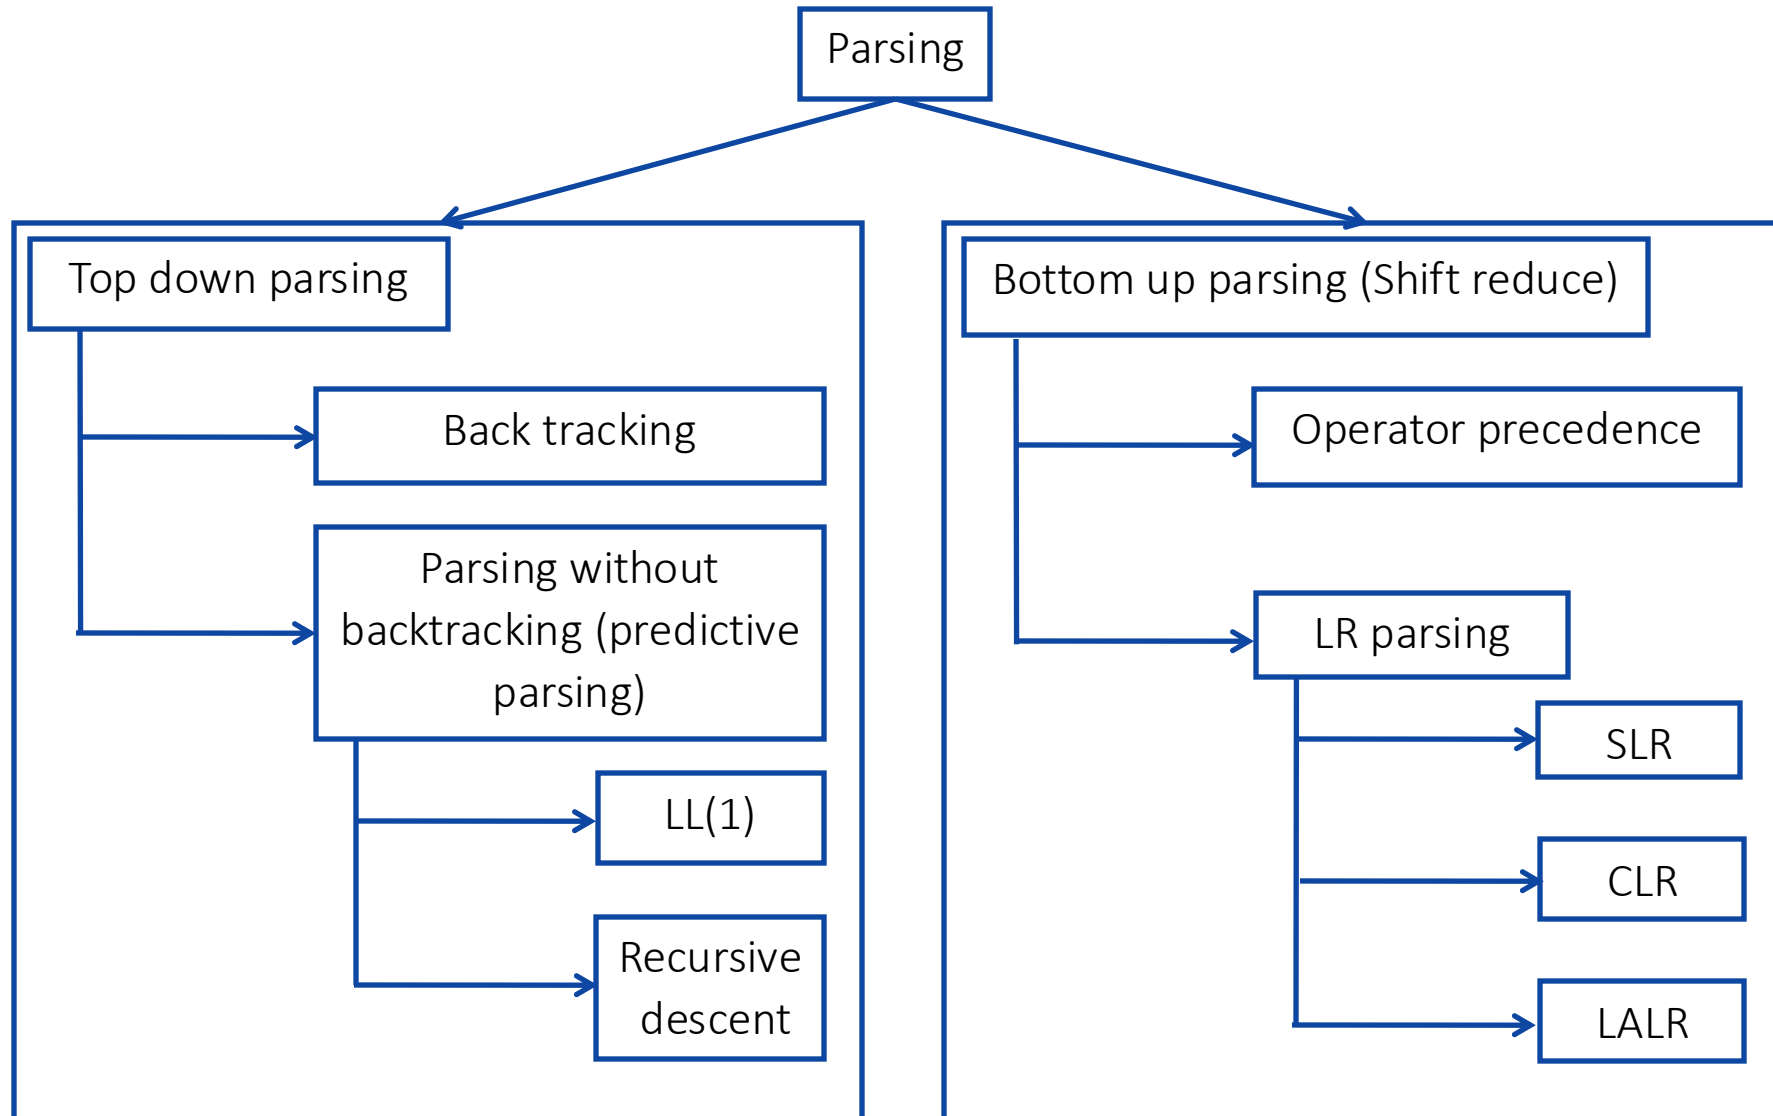 Parsing
Top down parsing
Back tracking
Parsing without
backtracking (predictive
parsing)
LL(1)
Recursive
descent
Bottom up parsing (Shift reduce)
Operator precedence
LR parsing
SLR
CLR
LALR